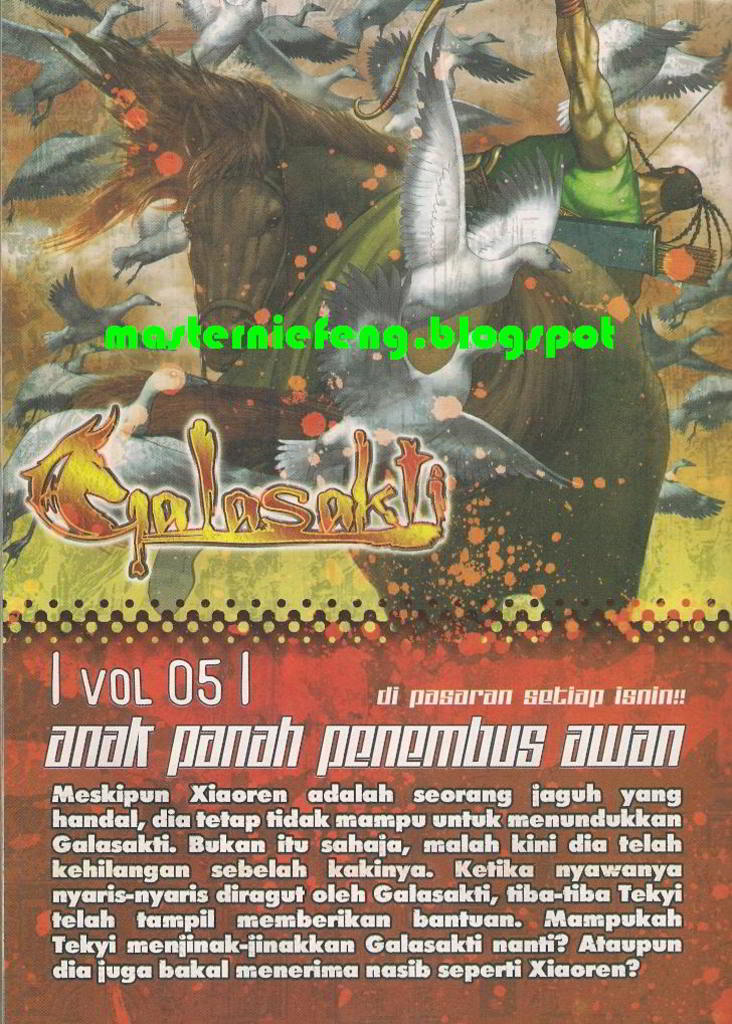 masterniefeng.blogspot
Galasakti
| VOL 05 |
di pasaran setiap isnin!!
anak panah penembus awan
Meskipun Xiaoren adalah seorang jaguh yang
handal, dia tetap tidak mampu untuk menundukkan
Galasakti. Bukan itu sahaja, malah kini dia telah
kehilangan sebelah kakinya. Ketika nyawanya
nyaris-nyaris diragut oleh Galasakti, tiba-tiba Tekyi
telah tampil memberikan bantuan. Mampukah
Tekyi menjinak-jinakkan Galasakti nanti? Ataupun
dia juga bakal menerima nasib seperti Xiaoren?